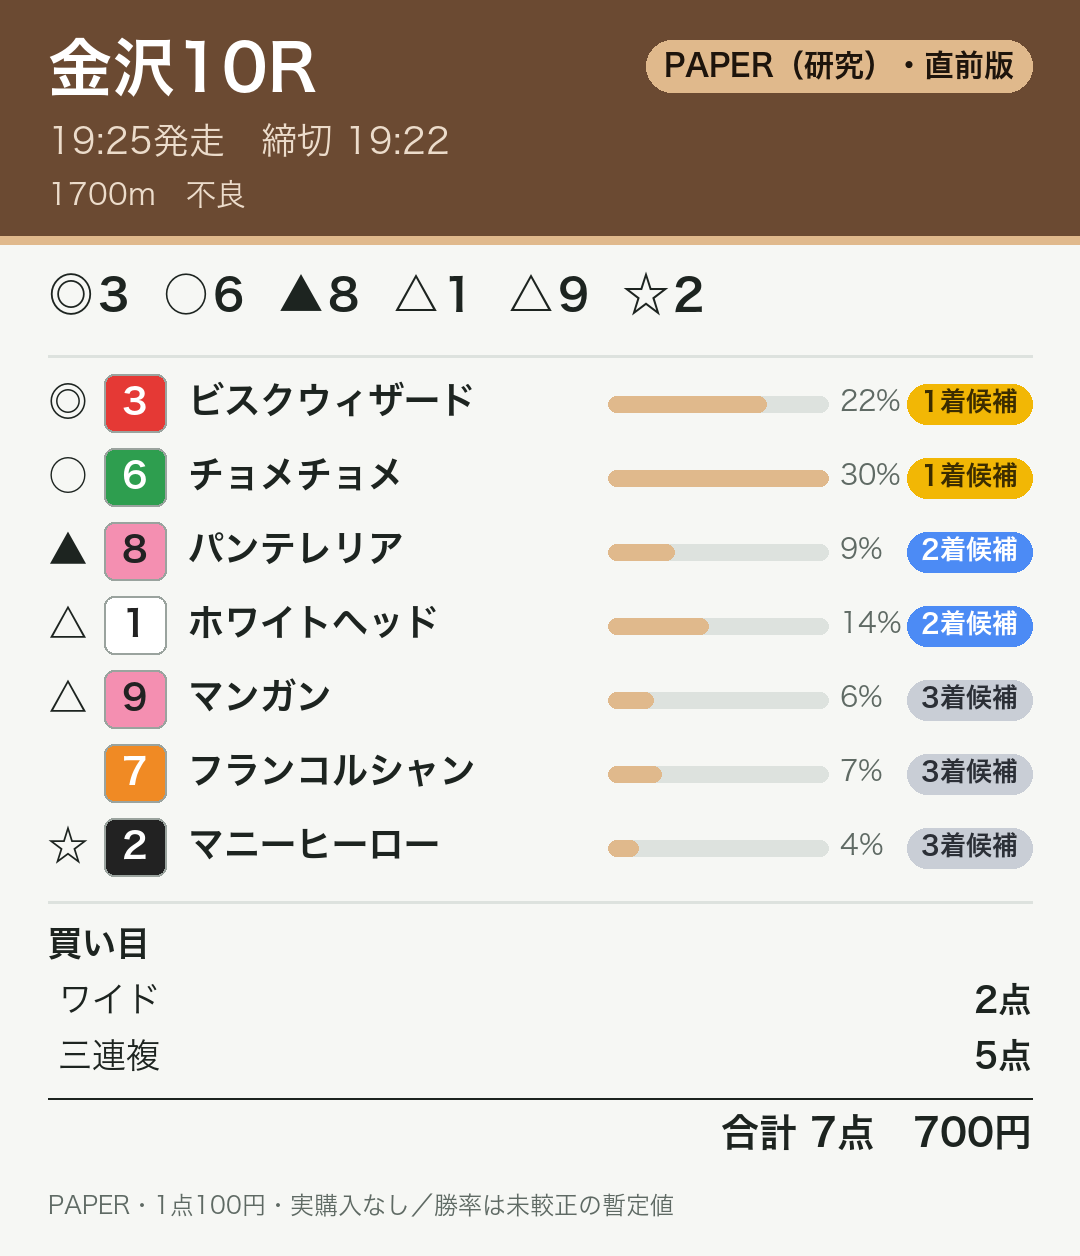 金沢10R
PAPER（研究）・直前版
19:25発走　締切 19:22
1700m　不良
◎3 ○6 ▲8 △1 △9 ☆2
◎ 3 ビスクウィザード 22% 1着候補
○ 6 チョメチョメ 30% 1着候補
▲ 8 パンテレリア 9% 2着候補
△ 1 ホワイトヘッド 14% 2着候補
△ 9 マンガン 6% 3着候補
7 フランコルシャン 7% 3着候補
☆ 2 マニーヒーロー 4% 3着候補
買い目
ワイド 2点
三連複 5点
合計 7点　700円
PAPER・1点100円・実購入なし／勝率は未較正の暫定値